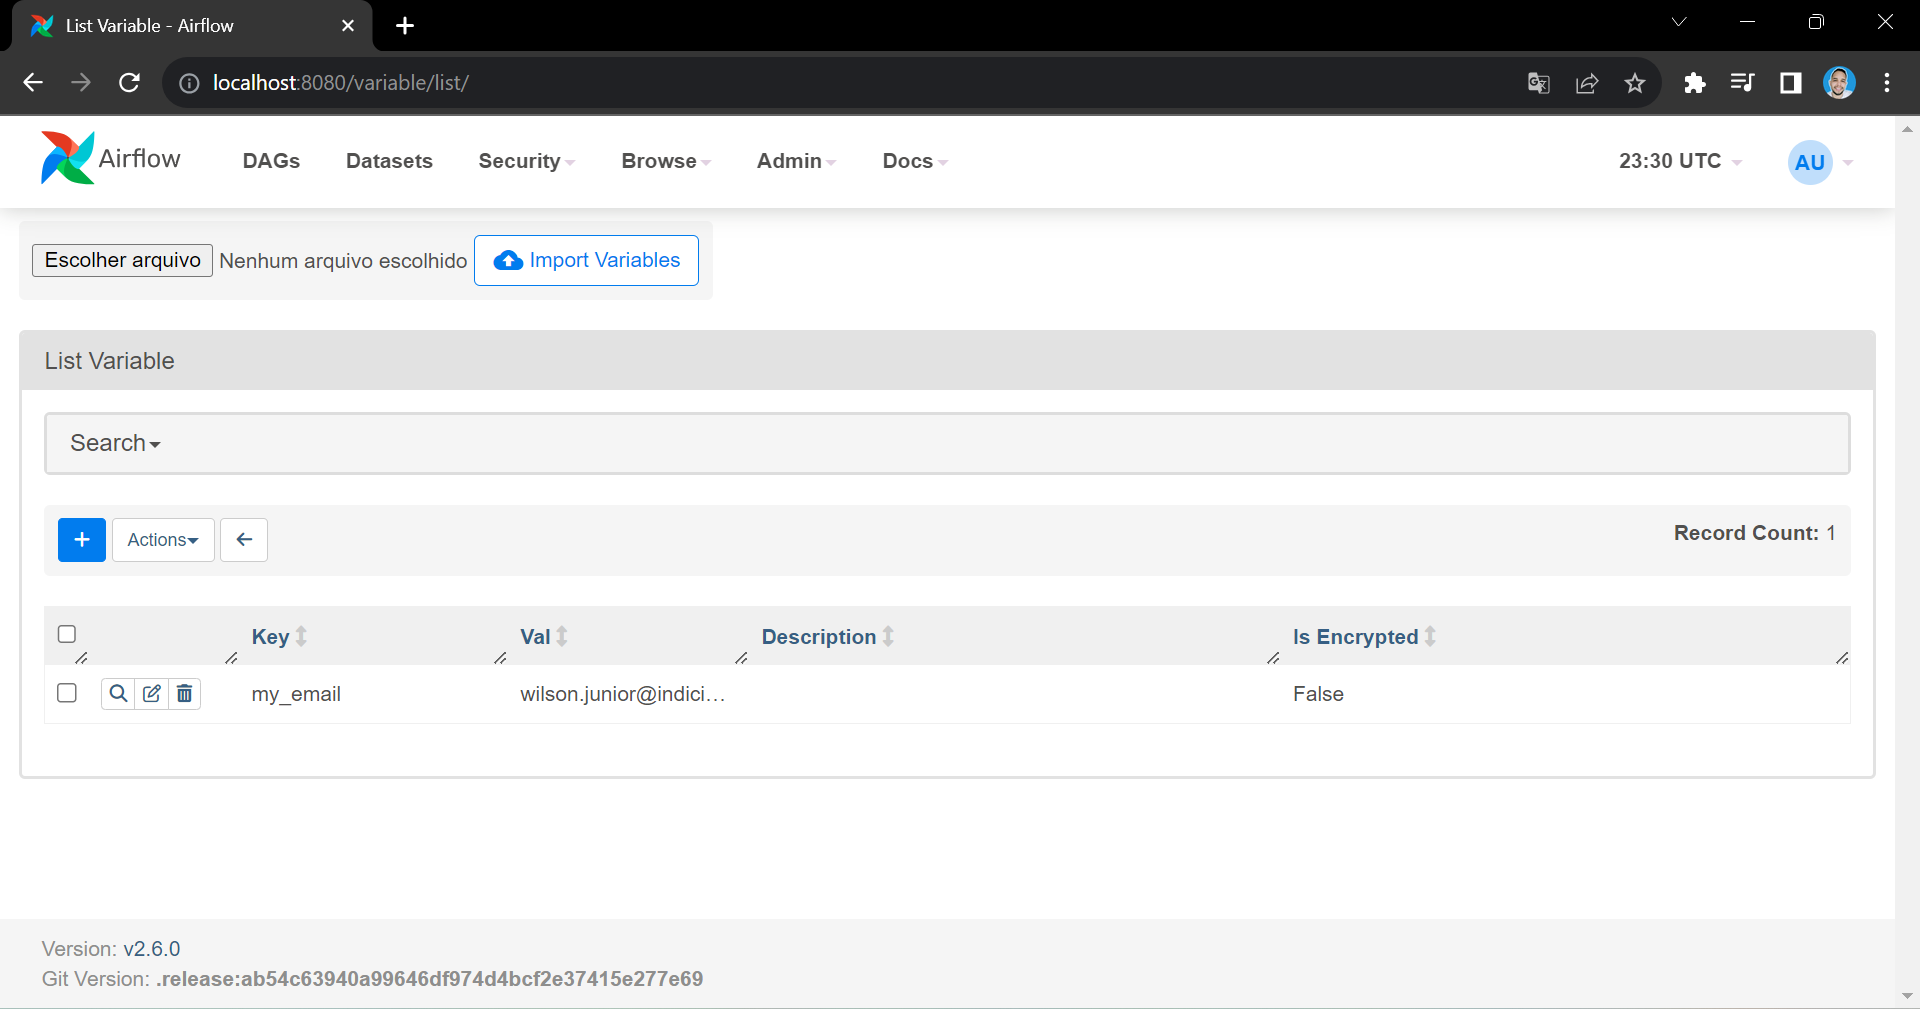 List Variable - Airflow
localhost:8080/variable/list/
Airflow DAGs Datasets Security Browse Admin Docs 23:30 UTC AU
Escolher arquivo Nenhum arquivo escolhido Import Variables
List Variable
Search
+ Actions Record Count: 1
Key Val Description Is Encrypted
my_email wilson.junior@indici... False
Version: v2.6.0
Git Version: .release:ab54c63940a99646df974d4bcf2e37415e277e69